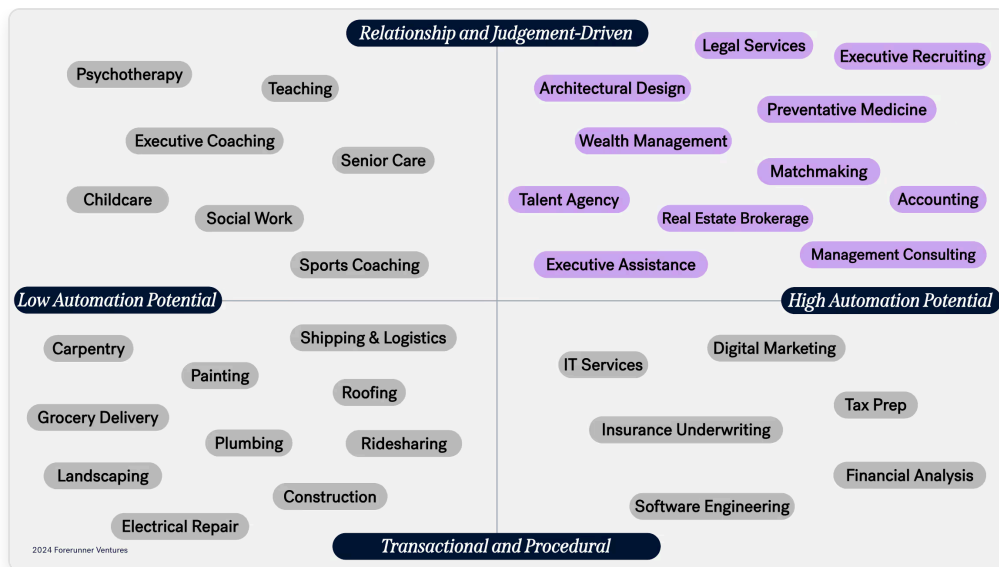 Relationship and Judgement-Driven
Legal Services
Executive Recruiting
Psychotherapy
Teaching
Architectural Design
Preventative Medicine
Executive Coaching
Wealth Management
Senior Care
Matchmaking
Childcare
Talent Agency
Accounting
Social Work
Real Estate Brokerage
Sports Coaching
Executive Assistance
Management Consulting
Low Automation Potential
High Automation Potential
Shipping & Logistics
Carpentry
Digital Marketing
IT Services
Painting
Roofing
Tax Prep
Grocery Delivery
Insurance Underwriting
Plumbing
Ridesharing
Landscaping
Financial Analysis
Construction
Software Engineering
Electrical Repair
Transactional and Procedural
2024 Forerunner Ventures